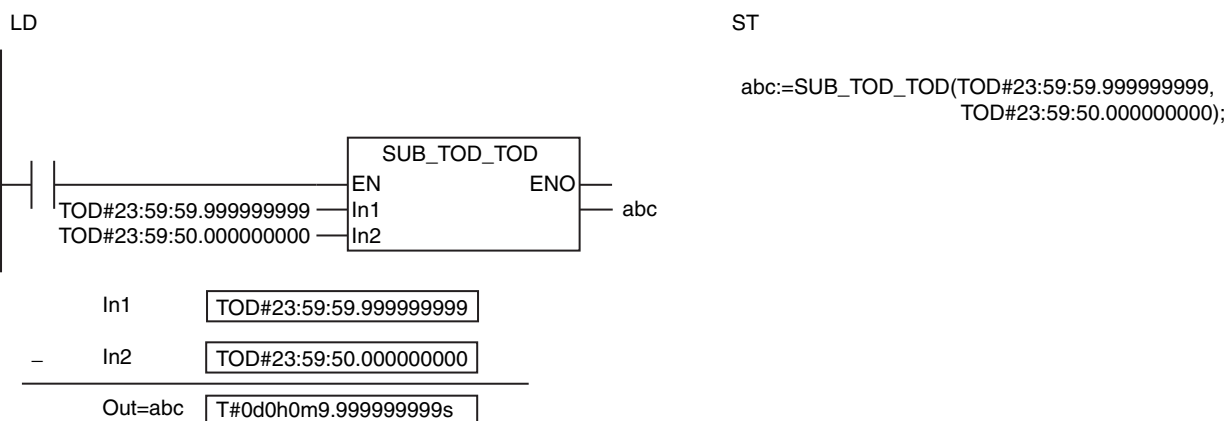 LD
ST
abc:=SUB_TOD_TOD(TOD#23:59:59.999999999,
TOD#23:59:50.000000000);
SUB_TOD_TOD
EN ENO
TOD#23:59:59.999999999 In1 abc
TOD#23:59:50.000000000 In2
In1 TOD#23:59:59.999999999
− In2 TOD#23:59:50.000000000
Out=abc T#0d0h0m9.999999999s